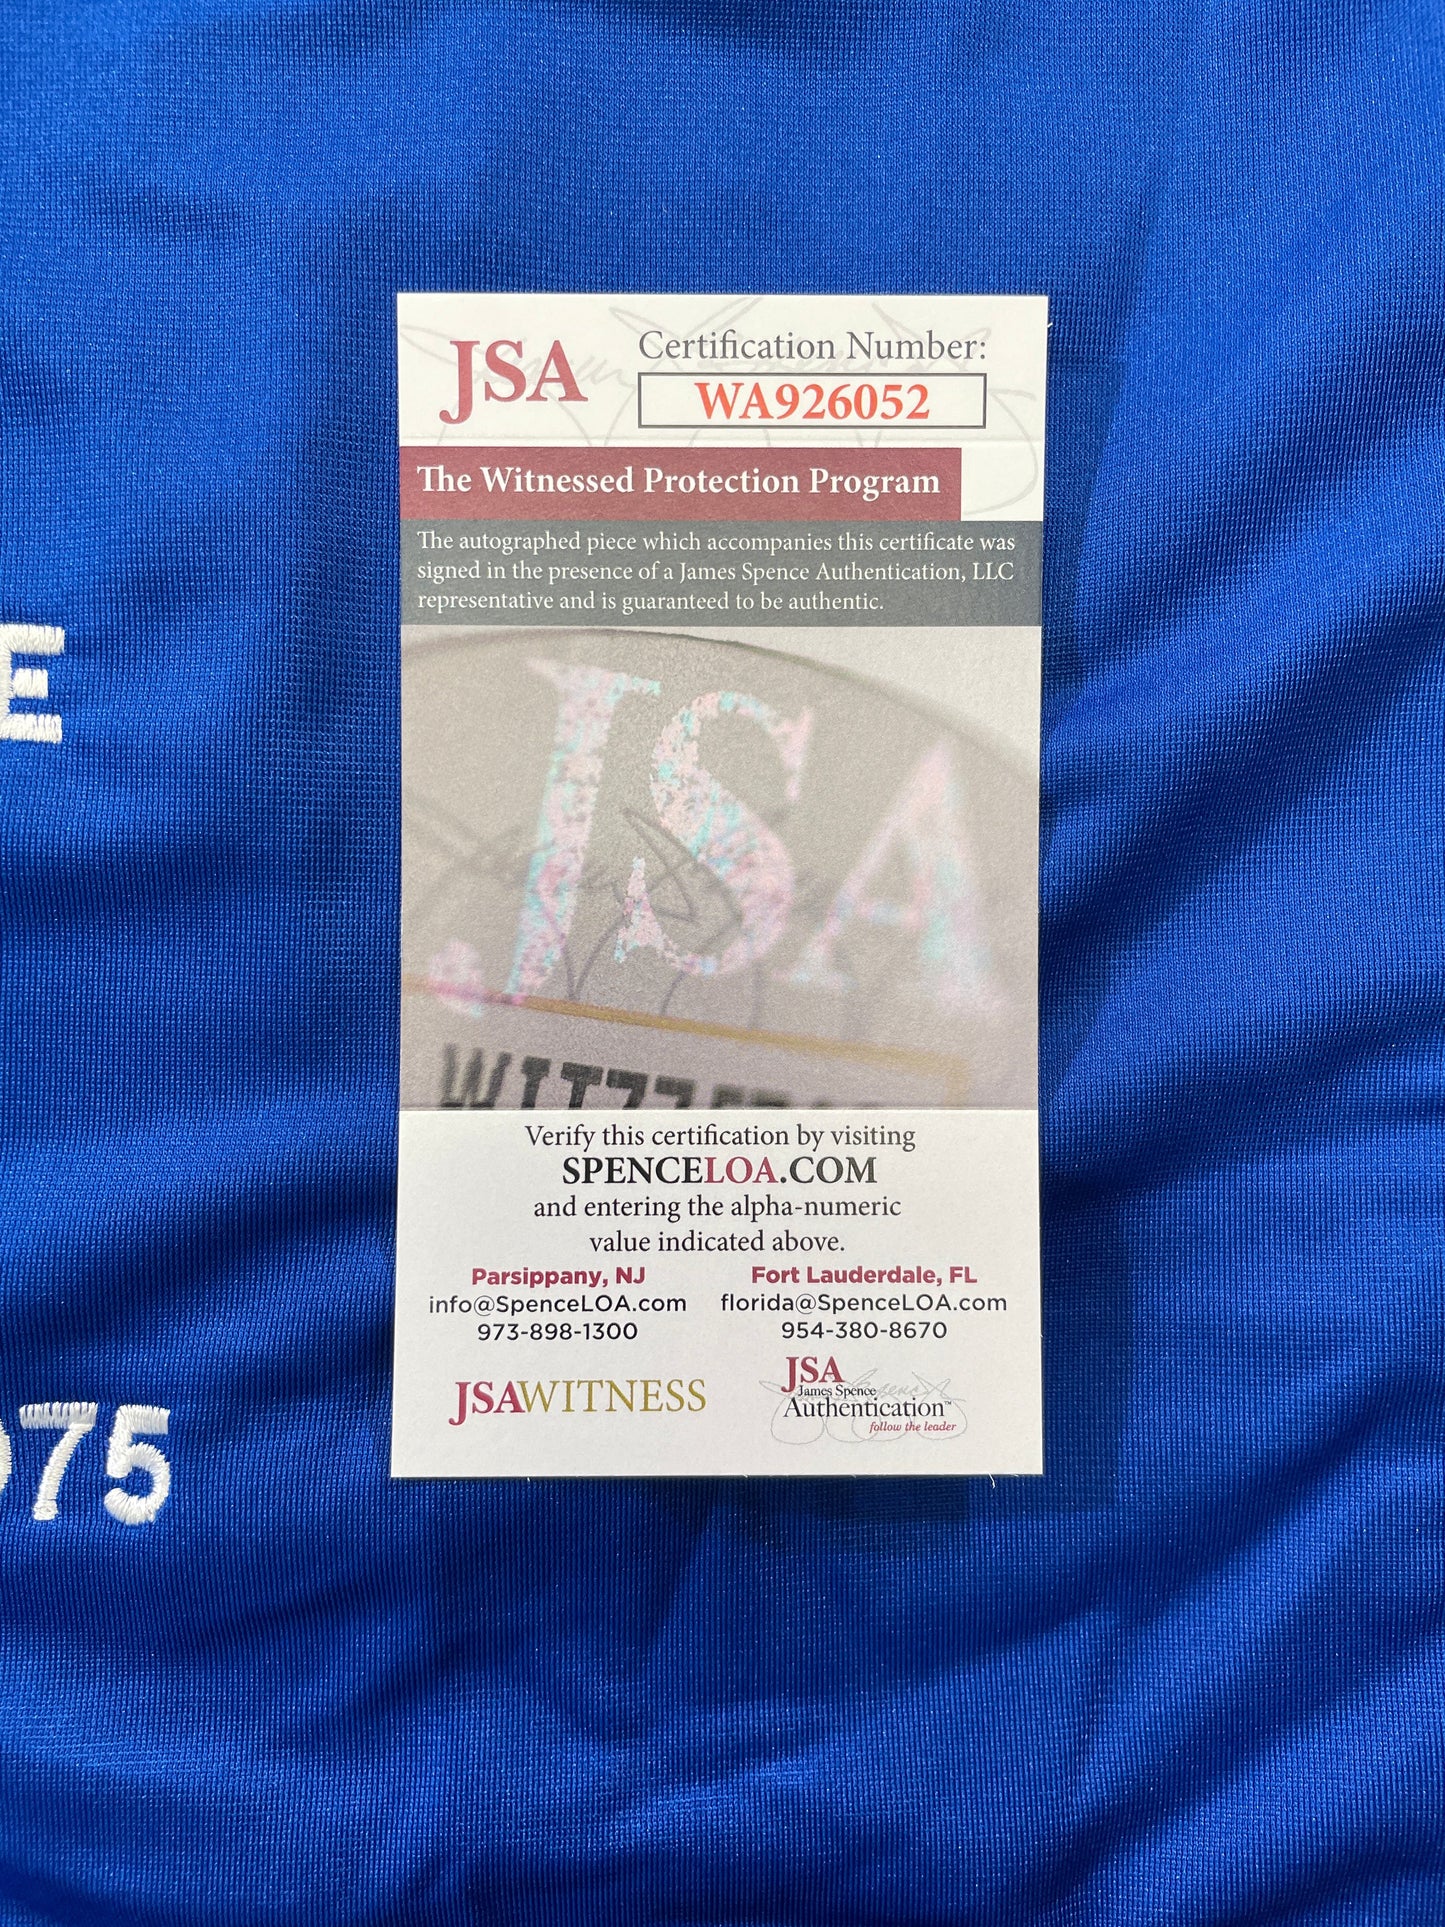 JSA
Certification Number:
WA926052
The Witnessed Protection Program
The autographed piece which accompanies this certificate was
signed in the presence of a James Spence Authentication, LLC
representative and is guaranteed to be authentic.
E
JSA
Verify this certification by visiting
SPENCELOA.COM
and entering the alpha-numeric
value indicated above.
Parsippany, NJ
info@SpenceLOA.com
973-898-1300
Fort Lauderdale, FL
florida@SpenceLOA.com
954-380-8670
JSAWITNESS
JSA
James Spence
Authentication™
follow the leader
75